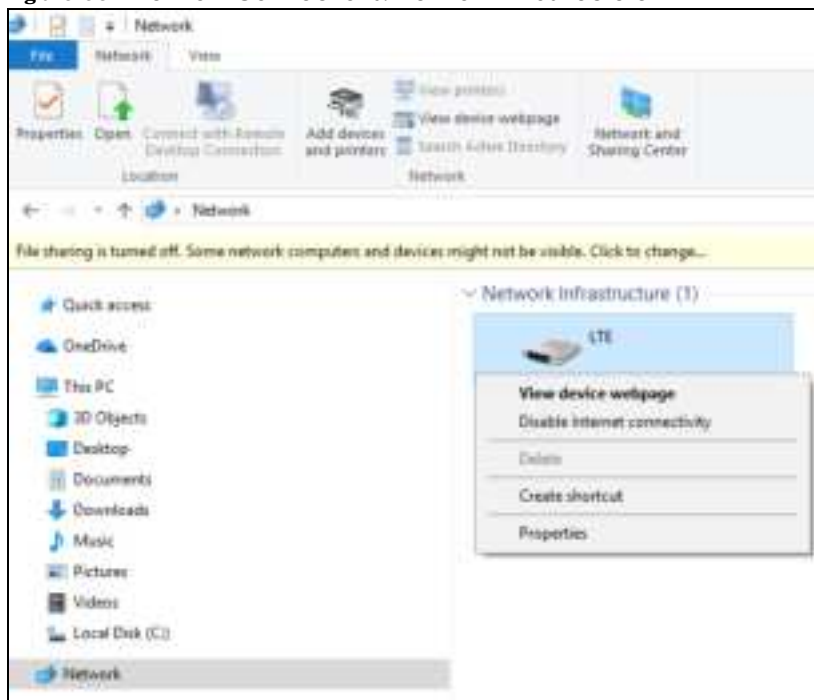 Network
File Network View
Properties
Open
Connect with Remote
Desktop Connection
Add devices
and printers
View printers
View device webpage
Search Active Directory
Network and
Sharing Center
Location
Network
Network
File sharing is turned off. Some network computers and devices might not be visible. Click to change...
Quick access
OneDrive
This PC
3D Objects
Desktop
Documents
Downloads
Music
Pictures
Videos
Local Disk (C:)
Network
Network Infrastructure (1)
LTE
View device webpage
Disable Internet connectivity
Delete
Create shortcut
Properties